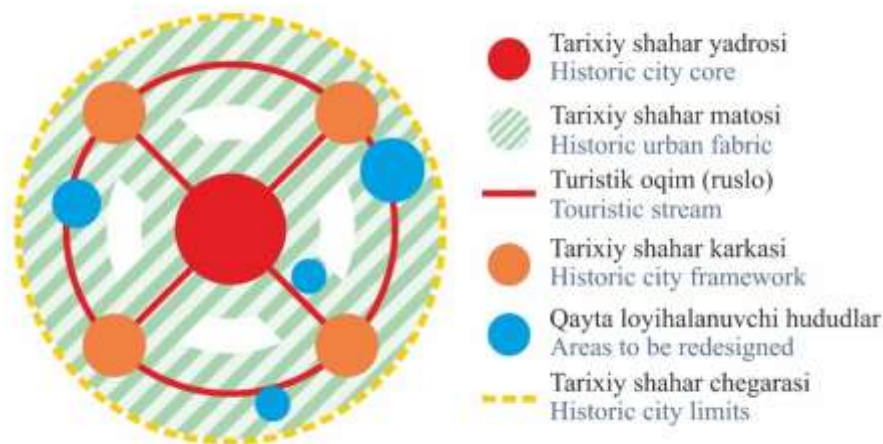 Tarixiy shahar yadrosi
Historic city core
Tarixiy shahar matosi
Historic urban fabric
Turistik oqim (ruslo)
Touristic stream
Tarixiy shahar karkasi
Historic city framework
Qayta loyihalanuvchi hududlar
Areas to be redesigned
Tarixiy shahar chegarasi
Historic city limits